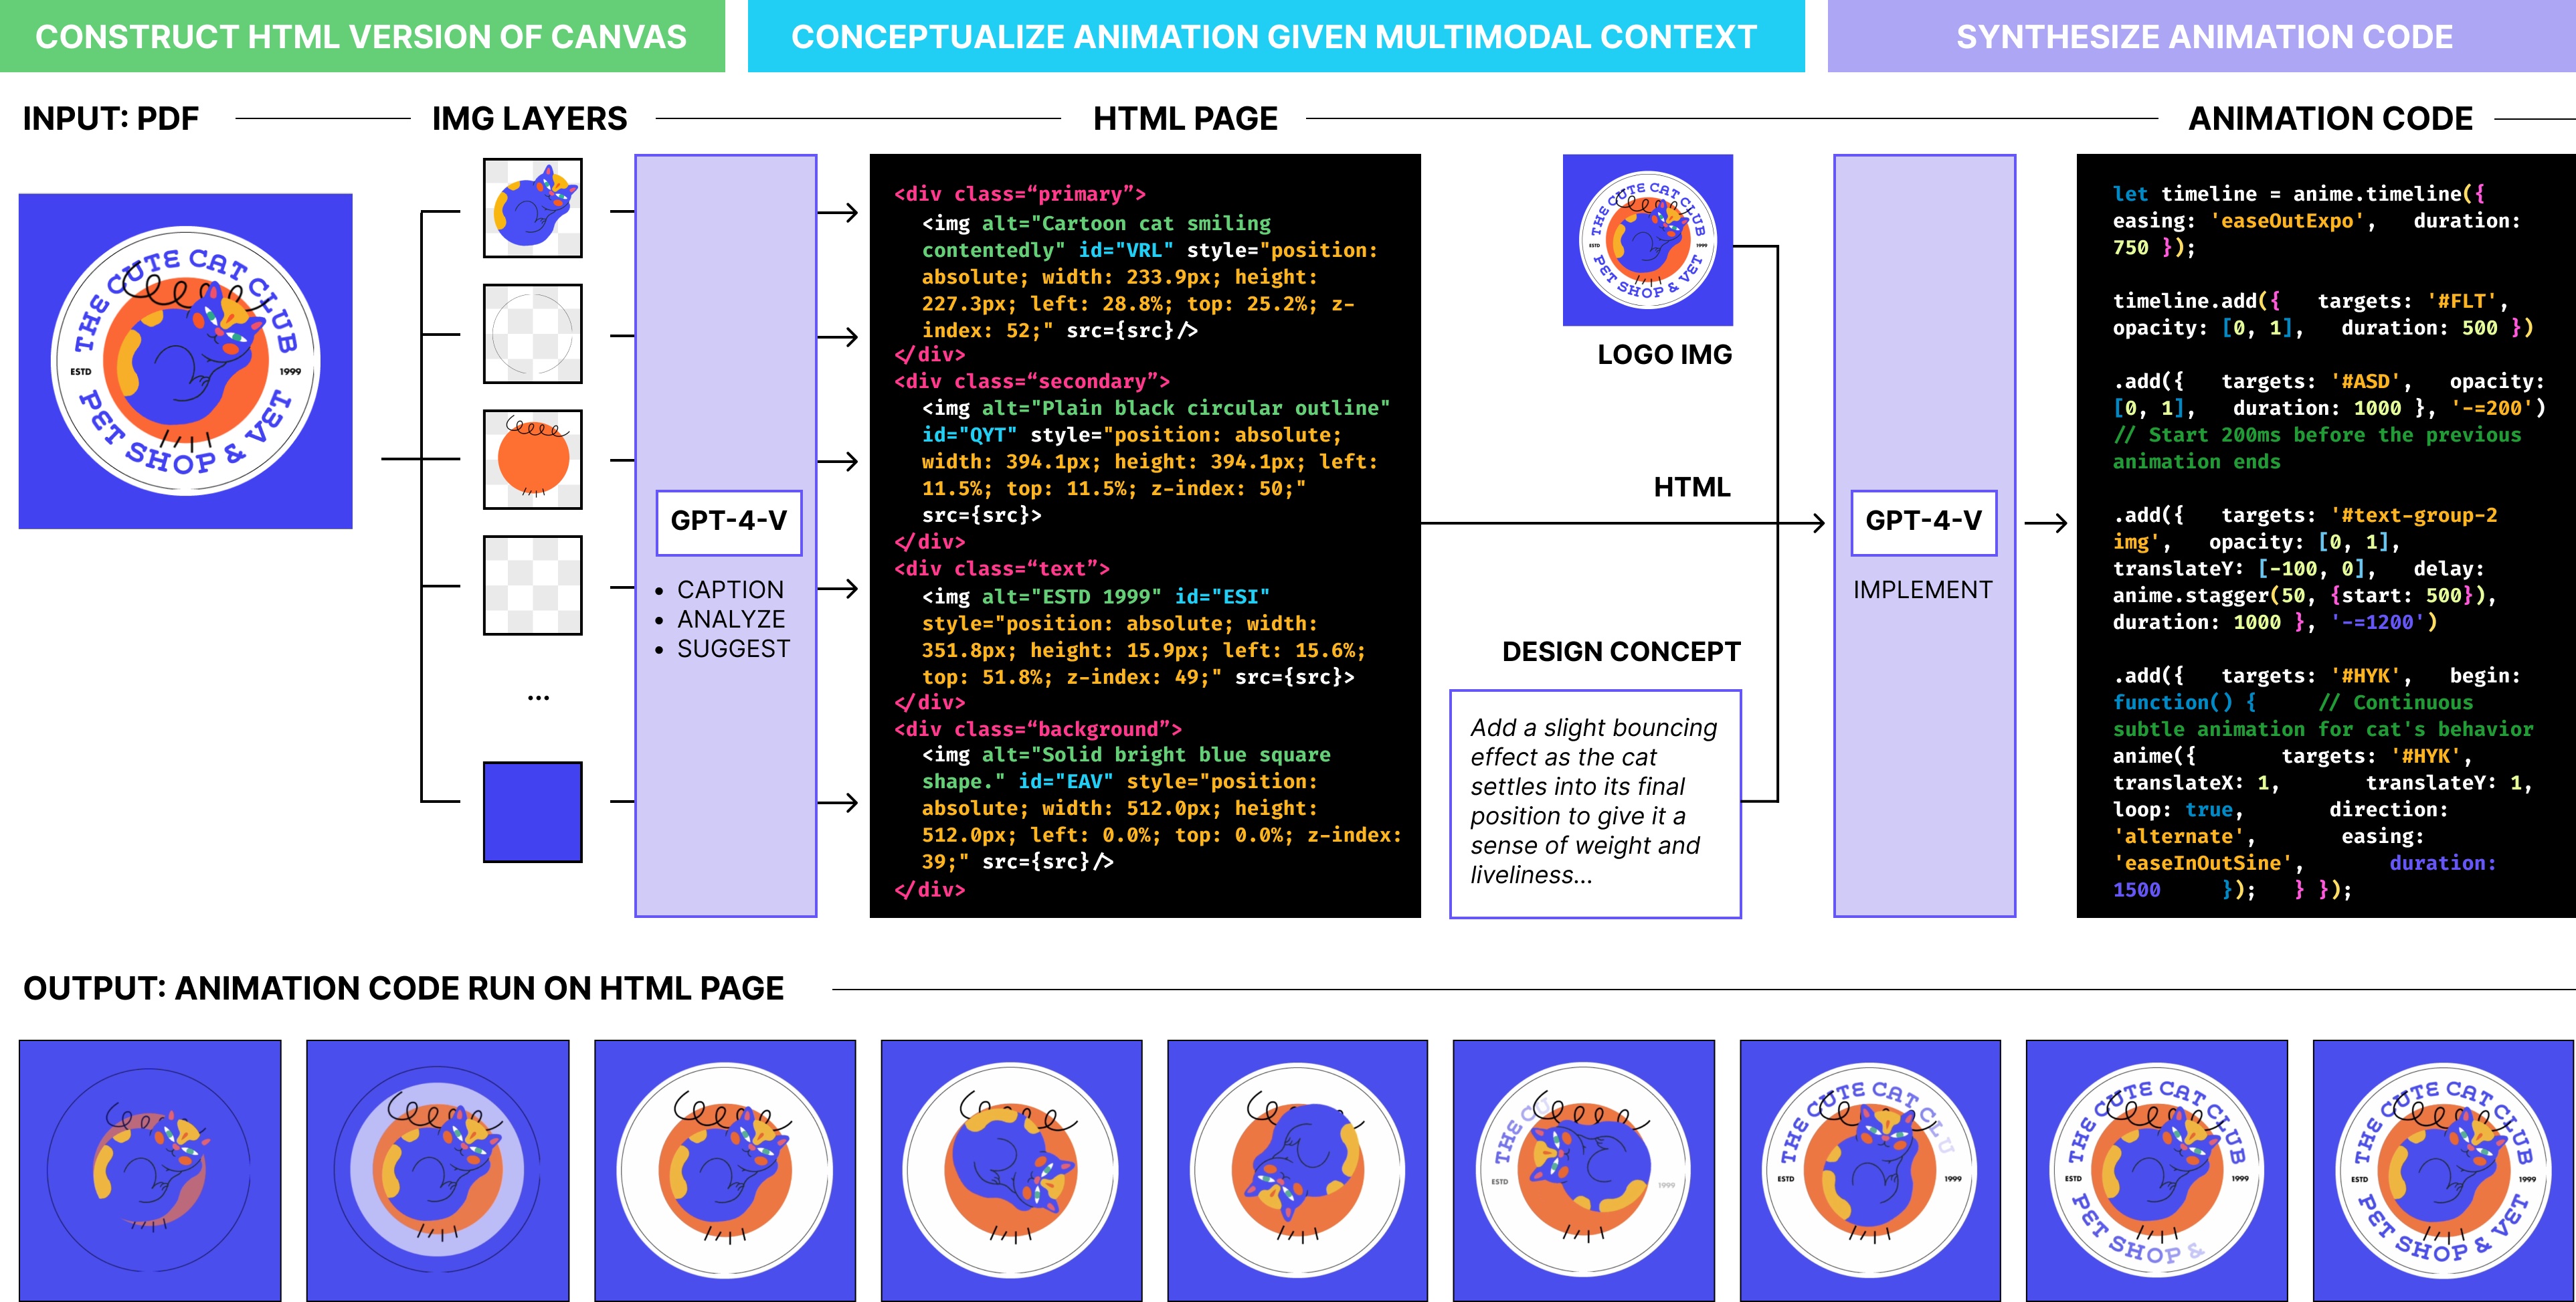 CONSTRUCT HTML VERSION OF CANVAS
CONCEPTUALIZE ANIMATION GIVEN MULTIMODAL CONTEXT
SYNTHESIZE ANIMATION CODE
INPUT: PDF
IMG LAYERS
HTML PAGE
ANIMATION CODE
THE CUTE CAT CLUB
ESTD
1999
PET SHOP & VET
...
GPT-4-V
• CAPTION
• ANALYZE
• SUGGEST
<div class=“primary”>
<img alt="Cartoon cat smiling
contentedly" id="VRL" style="position:
absolute; width: 233.9px; height:
227.3px; left: 28.8%; top: 25.2%; z-
index: 52;" src={src}/>
</div>
<div class=“secondary”>
<img alt="Plain black circular outline"
id="QYT" style="position: absolute;
width: 394.1px; height: 394.1px; left:
11.5%; top: 11.5%; z-index: 50;"
src={src}>
</div>
<div class=“text”>
<img alt="ESTD 1999" id="ESI"
style="position: absolute; width:
351.8px; height: 15.9px; left: 15.6%;
top: 51.8%; z-index: 49;" src={src}>
</div>
<div class=“background”>
<img alt="Solid bright blue square
shape." id="EAV" style="position:
absolute; width: 512.0px; height:
512.0px; left: 0.0%; top: 0.0%; z-index:
39;" src={src}/>
</div>
THE CUTE CAT CLUB
ESTD
1999
PET SHOP & VET
LOGO IMG
HTML
DESIGN CONCEPT
Add a slight bouncing
effect as the cat
settles into its final
position to give it a
sense of weight and
liveliness...
GPT-4-V
IMPLEMENT
let timeline = anime.timeline({
easing: 'easeOutExpo', duration:
750 });
timeline.add({ targets: '#FLT',
opacity: [0, 1], duration: 500 })
.add({ targets: '#ASD', opacity:
[0, 1], duration: 1000 }, '-=200')
// Start 200ms before the previous
animation ends
.add({ targets: '#text-group-2
img', opacity: [0, 1],
translateY: [-100, 0], delay:
anime.stagger(50, {start: 500}),
duration: 1000 }, '-=1200')
.add({ targets: '#HYK', begin:
function() { // Continuous
subtle animation for cat's behavior
anime({ targets: '#HYK',
translateX: 1, translateY: 1,
loop: true, direction:
'alternate', easing:
'easeInOutSine', duration:
1500 }); } });
OUTPUT: ANIMATION CODE RUN ON HTML PAGE
THE CU
ESTD
1999
THE CUTE CAT CLU
ESTD
1999
THE CUTE CAT CLUB
ESTD
1999
PET SHOP &
THE CUTE CAT CLUB
ESTD
1999
PET SHOP & VET